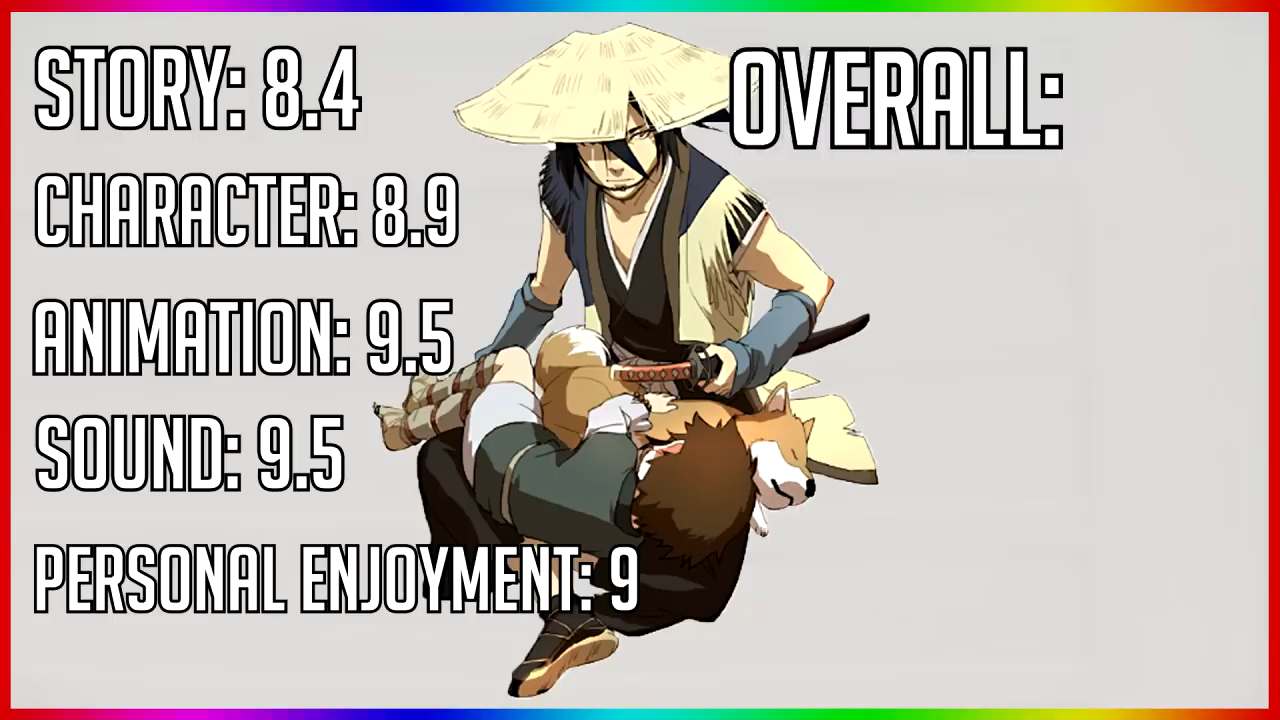 STORY: 8.4
OVERALL:
CHARACTER: 8.9
ANIMATION: 9.5
SOUND: 9.5
PERSONAL ENJOYMENT: 9